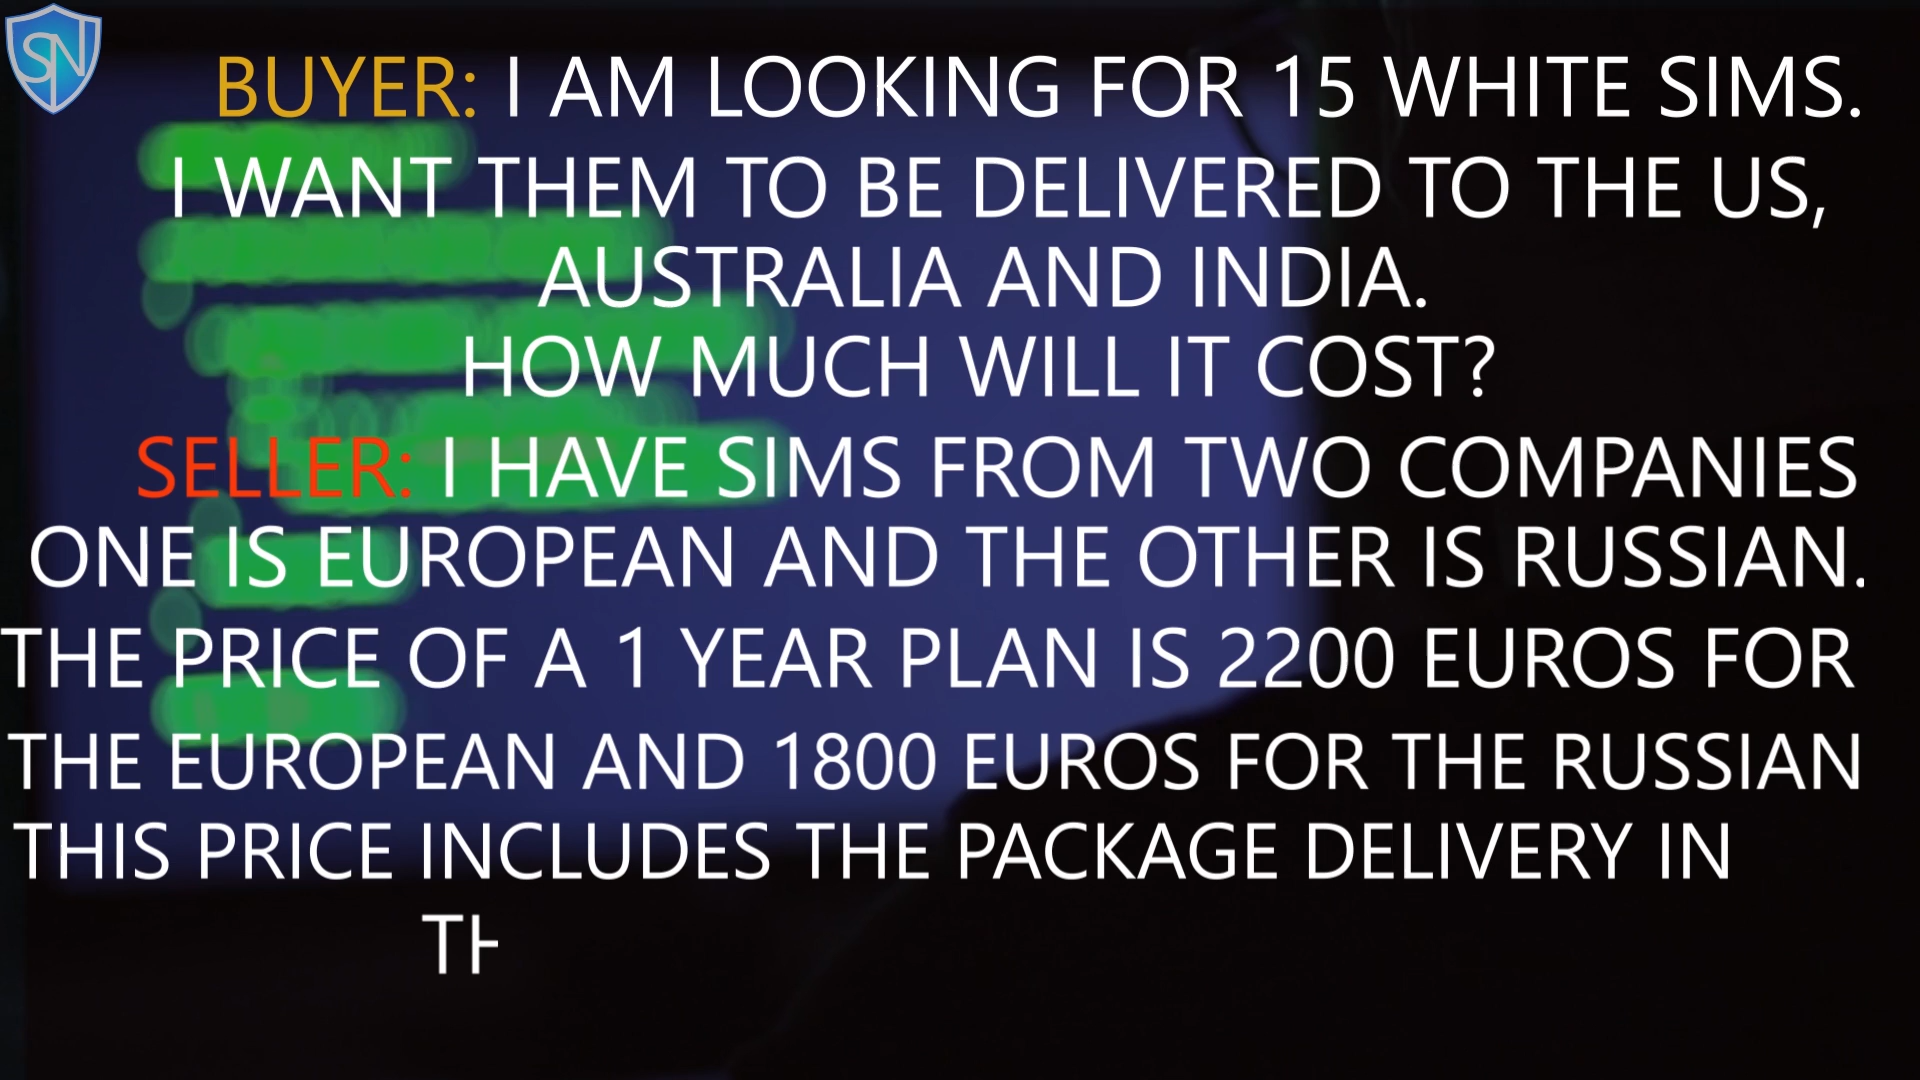 SN
BUYER: I AM LOOKING FOR 15 WHITE SIMS.
I WANT THEM TO BE DELIVERED TO THE US,
AUSTRALIA AND INDIA.
HOW MUCH WILL IT COST?
SELLER: I HAVE SIMS FROM TWO COMPANIES
ONE IS EUROPEAN AND THE OTHER IS RUSSIAN.
THE PRICE OF A 1 YEAR PLAN IS 2200 EUROS FOR
THE EUROPEAN AND 1800 EUROS FOR THE RUSSIAN
THIS PRICE INCLUDES THE PACKAGE DELIVERY IN
TH